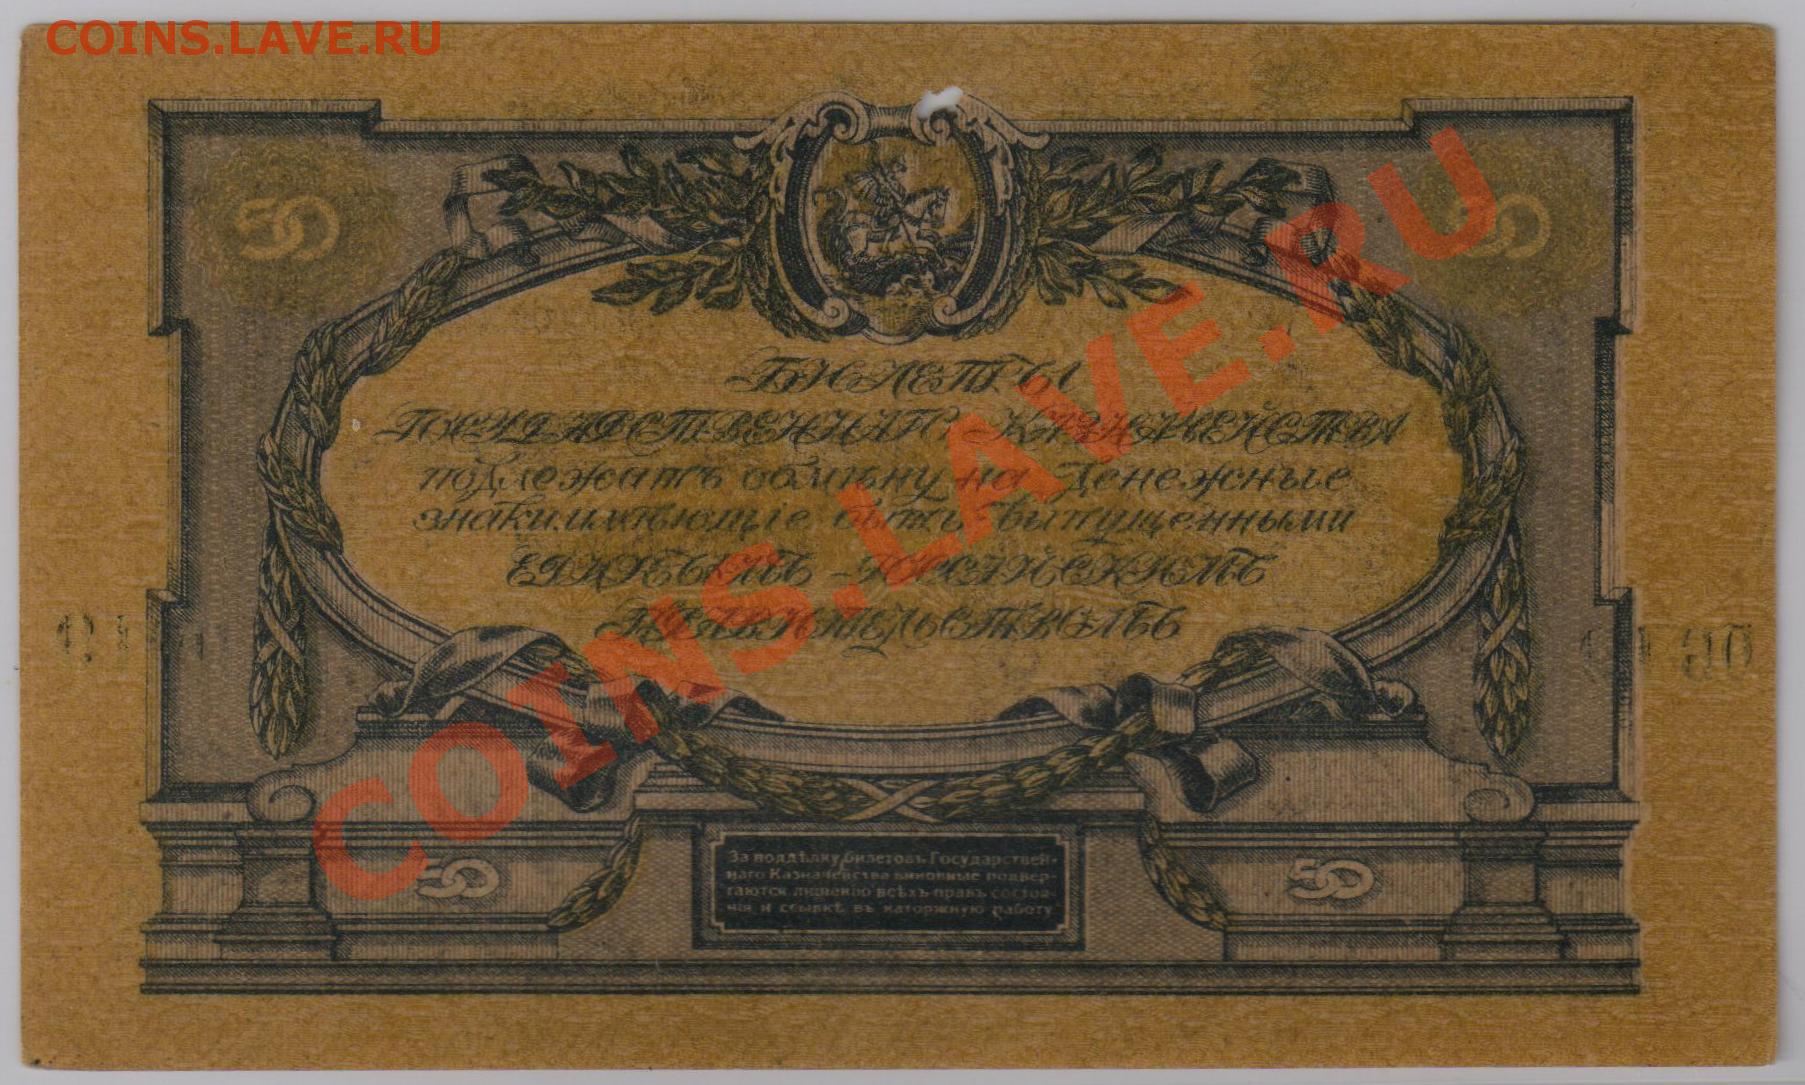 COINS.LAVE.RU
50 50
БИЛЕТЫ
ГОСУДАРСТВЕННАГО КАЗНАЧЕЙСТВА
подлежатъ обмѣну на денежные
знаки имѣющіе быть выпущенными
ЕДИНЫМЪ РОССІЙСКИМЪ
ПРАВИТЕЛЬСТВОМЪ
COINS.LAVE.RU
50 50
За поддѣлку билетовъ Государствен-
наго Казначейства виновные подвер-
гаются лишенію всѣхъ правъ состоя-
нія и ссылкѣ въ каторжную работу